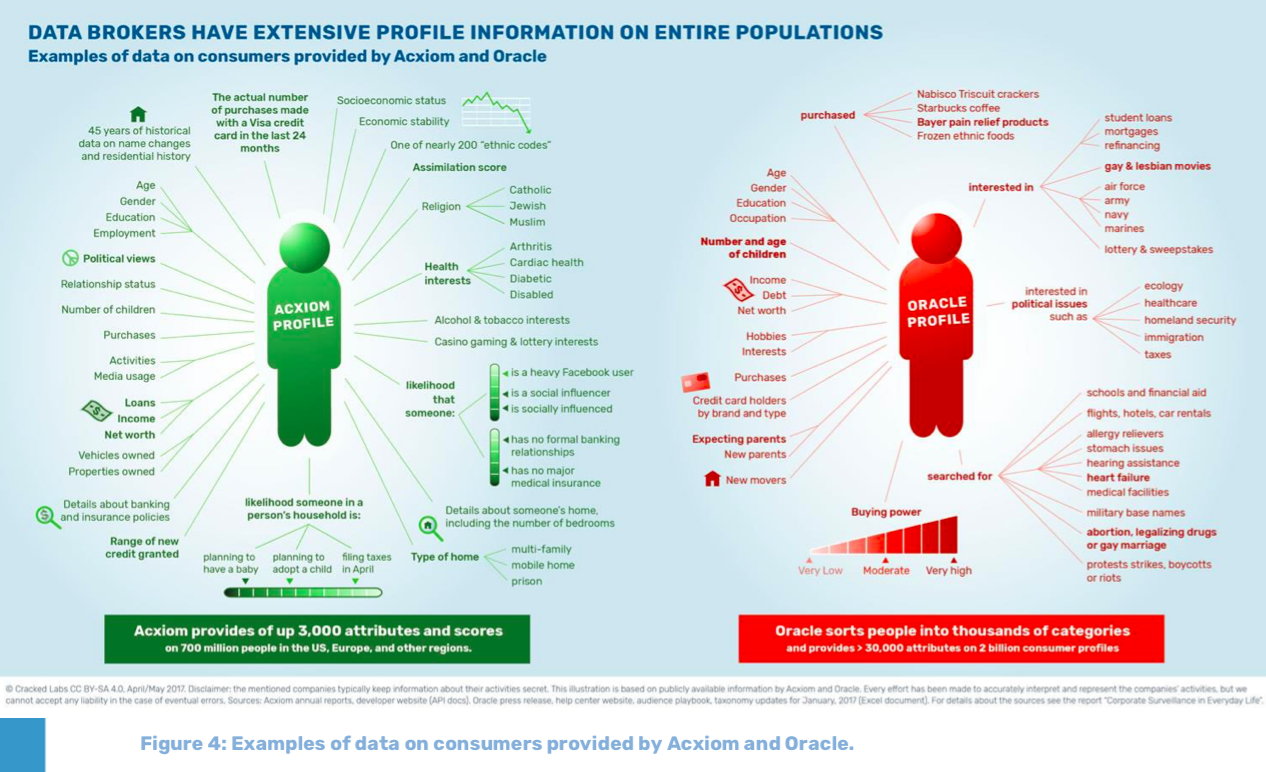 DATA BROKERS HAVE EXTENSIVE PROFILE INFORMATION ON ENTIRE POPULATIONS
Examples of data on consumers provided by Acxiom and Oracle
45 years of historical
data on name changes
and residential history
The actual number
of purchases made
with a Visa credit
card in the last 24
months
Socioeconomic status
Economic stability
One of nearly 200 "ethnic codes"
Assimilation score
Age
Gender
Education
Employment
Political views
Relationship status
Number of children
Purchases
Activities
Media usage
Loans
$
Income
Net worth
Vehicles owned
Properties owned
$
Details about banking
and insurance policies
Range of new
credit granted
ACXIOM
PROFILE
Religion
Catholic
Jewish
Muslim
Health
interests
Arthritis
Cardiac health
Diabetic
Disabled
Alcohol & tobacco interests
Casino gaming & lottery interests
likelihood
that
someone:
is a heavy Facebook user
is a social influencer
is socially influenced
has no formal banking
relationships
has no major
medical insurance
Details about someone's home,
including the number of bedrooms
Type of home
multi-family
mobile home
prison
likelihood someone in a
person's household is:
planning to
have a baby
planning to
adopt a child
filing taxes
in April
Acxiom provides of up 3,000 attributes and scores
on 700 million people in the US, Europe, and other regions.
purchased
Nabisco Triscuit crackers
Starbucks coffee
Bayer pain relief products
Frozen ethnic foods
Age
Gender
Education
Occupation
Number and age
of children
Income
$
Debt
Net worth
Hobbies
Interests
Purchases
Credit card holders
by brand and type
Expecting parents
New parents
New movers
ORACLE
PROFILE
interested in
student loans
mortgages
refinancing
gay & lesbian movies
air force
army
navy
marines
lottery & sweepstakes
interested in
political issues
such as
ecology
healthcare
homeland security
immigration
taxes
searched for
schools and financial aid
flights, hotels, car rentals
allergy relievers
stomach issues
hearing assistance
heart failure
medical facilities
military base names
abortion, legalizing drugs
or gay marriage
protests strikes, boycotts
or riots
Buying power
Very Low
Moderate
Very high
Oracle sorts people into thousands of categories
and provides > 30,000 attributes on 2 billion consumer profiles
© Cracked Labs CC BY-SA 4.0, April/May 2017. Disclaimer: the mentioned companies typically keep information about their activities secret. This illustration is based on publicly available information by Acxiom and Oracle. Every effort has been made to accurately interpret and represent the companies' activities, but we
cannot accept any liability in the case of eventual errors. Sources: Acxiom annual reports, developer website (API docs), Oracle press release, help center website, audience playbook, taxonomy updates for January, 2017 (Excel document). For details about the sources see the report "Corporate Surveillance in Everyday Life".
Figure 4: Examples of data on consumers provided by Acxiom and Oracle.